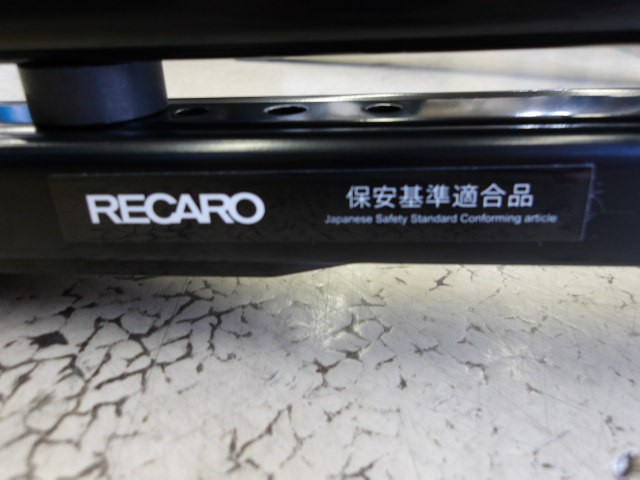 RECARO
保安基準適合品
Japanese Safety Standard Conforming article